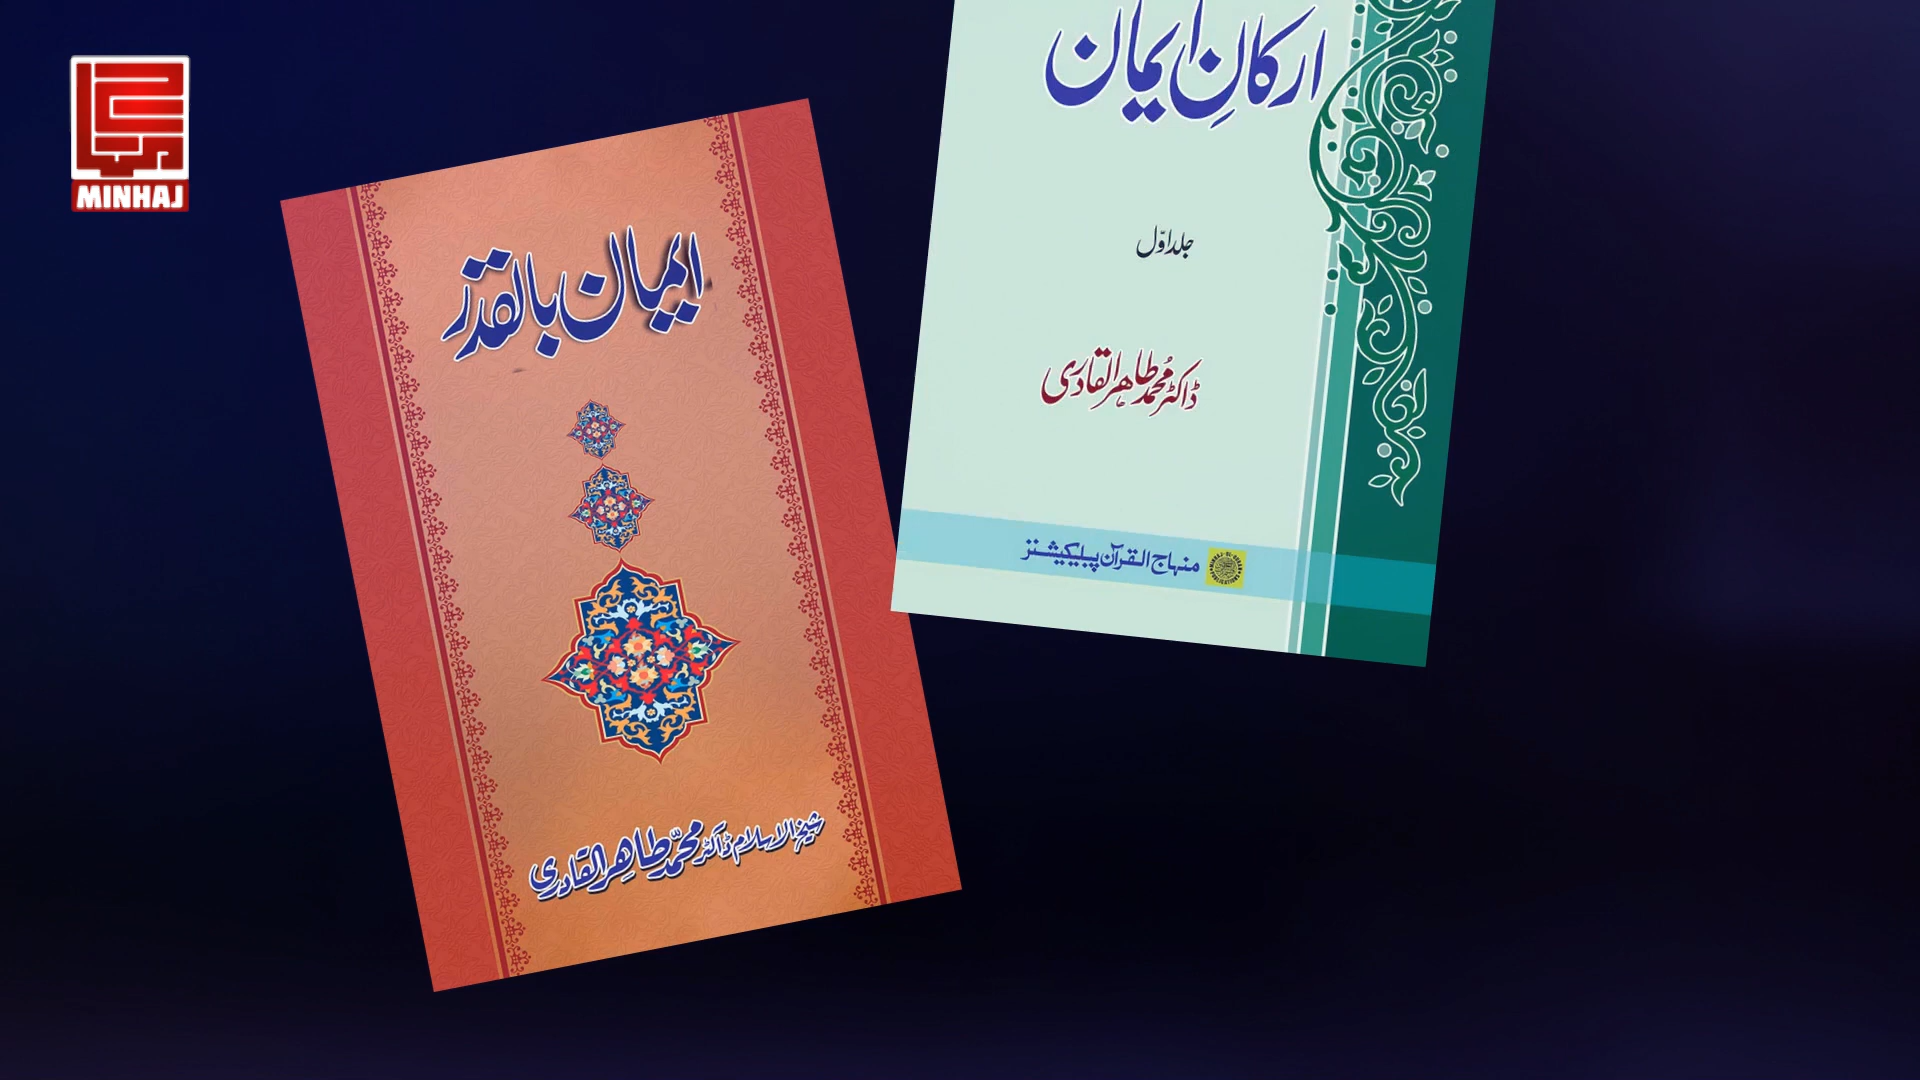 MINHAJ
ایمان بالقدر
شیخ الاسلام ڈاکٹر محمد طاہر القادری
ارکانِ ایمان
جلد اوّل
ڈاکٹر محمد طاہر القادری
منہاج القرآن پبلیکیشنز